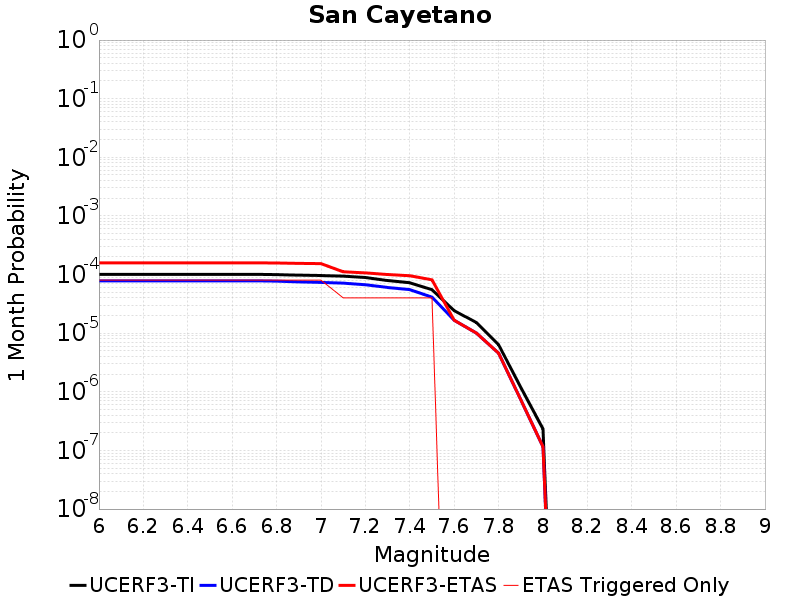 San Cayetano
10^0
10^-1
10^-2
10^-3
10^-4
10^-5
10^-6
10^-7
10^-8
1 Month Probability
6 6.2 6.4 6.6 6.8 7 7.2 7.4 7.6 7.8 8 8.2 8.4 8.6 8.8 9
Magnitude
UCERF3-TI UCERF3-TD UCERF3-ETAS ETAS Triggered Only